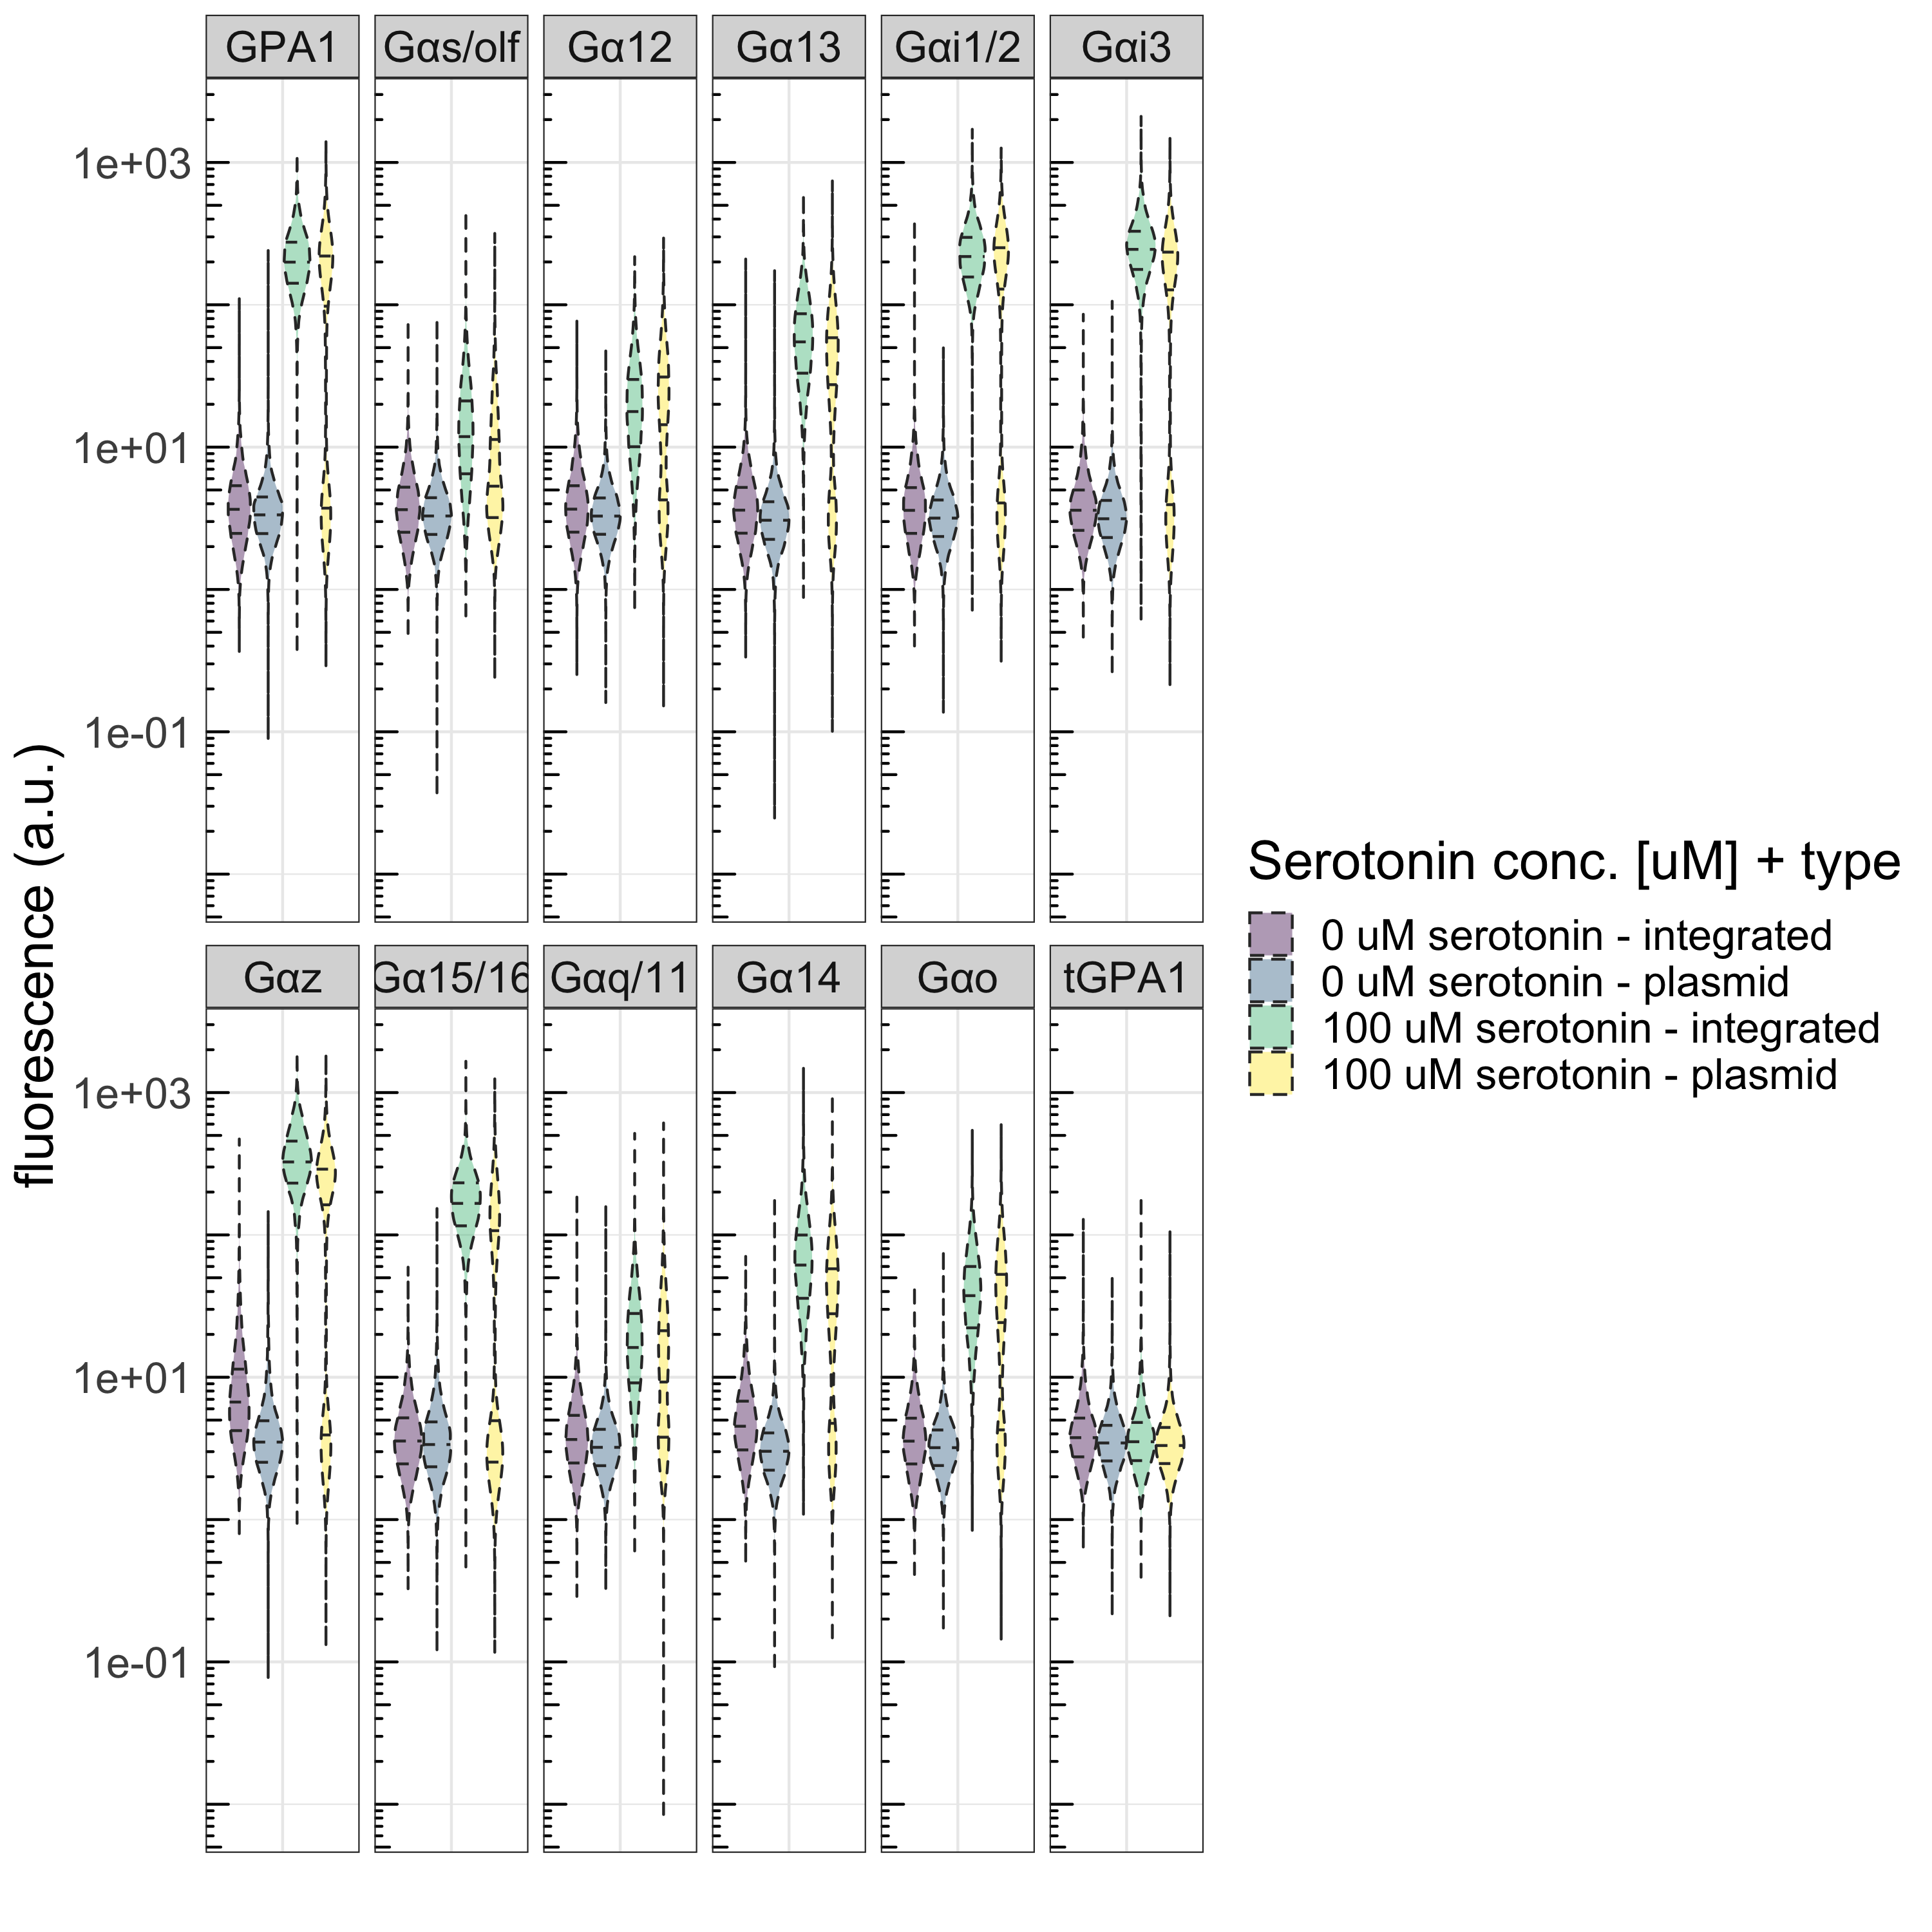 GPA1 Gαs/olf Gα12 Gα13 Gαi1/2 Gαi3
1e+03
1e+01
1e-01
fluorescence (a.u.)
Gαz Gα15/16 Gαq/11 Gα14 Gαo tGPA1
1e+03
1e+01
1e-01
Serotonin conc. [uM] + type
0 uM serotonin - integrated
0 uM serotonin - plasmid
100 uM serotonin - integrated
100 uM serotonin - plasmid